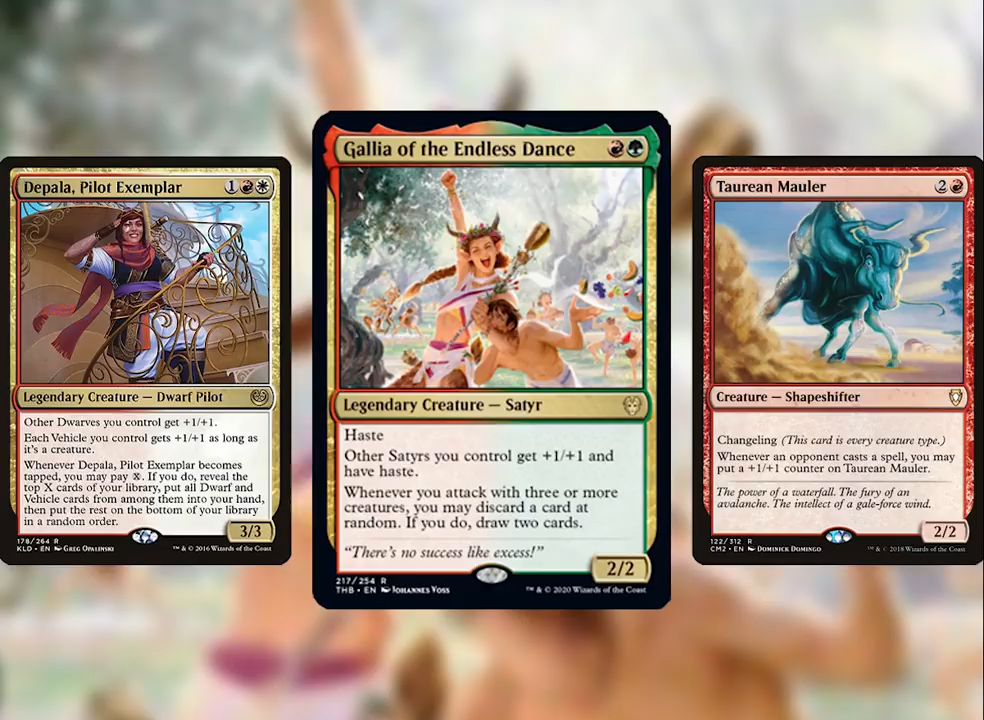 Depala, Pilot Exemplar 1
Legendary Creature — Dwarf Pilot
Other Dwarves you control get +1/+1.
Each Vehicle you control gets +1/+1 as long as
it's a creature.
Whenever Depala, Pilot Exemplar becomes
tapped, you may pay X. If you do, reveal the
top X cards of your library, put all Dwarf and
Vehicle cards from among them into your hand,
then put the rest on the bottom of your library
in a random order.
3/3
178/264 R
KLD • EN Greg Opalinski ™ & © 2016 Wizards of the Coast
Gallia of the Endless Dance
Legendary Creature — Satyr
Haste
Other Satyrs you control get +1/+1 and
have haste.
Whenever you attack with three or more
creatures, you may discard a card at
random. If you do, draw two cards.
“There's no success like excess!”
2/2
217/254 R
THB • EN Johannes Voss ™ & © 2020 Wizards of the Coast
Taurean Mauler 2
Creature — Shapeshifter
Changeling (This card is every creature type.)
Whenever an opponent casts a spell, you may
put a +1/+1 counter on Taurean Mauler.
The power of a waterfall. The fury of an
avalanche. The intellect of a gale-force wind.
2/2
122/312 R
CM2 • EN Dominick Domingo ™ & © 2018 Wizards of the Coast